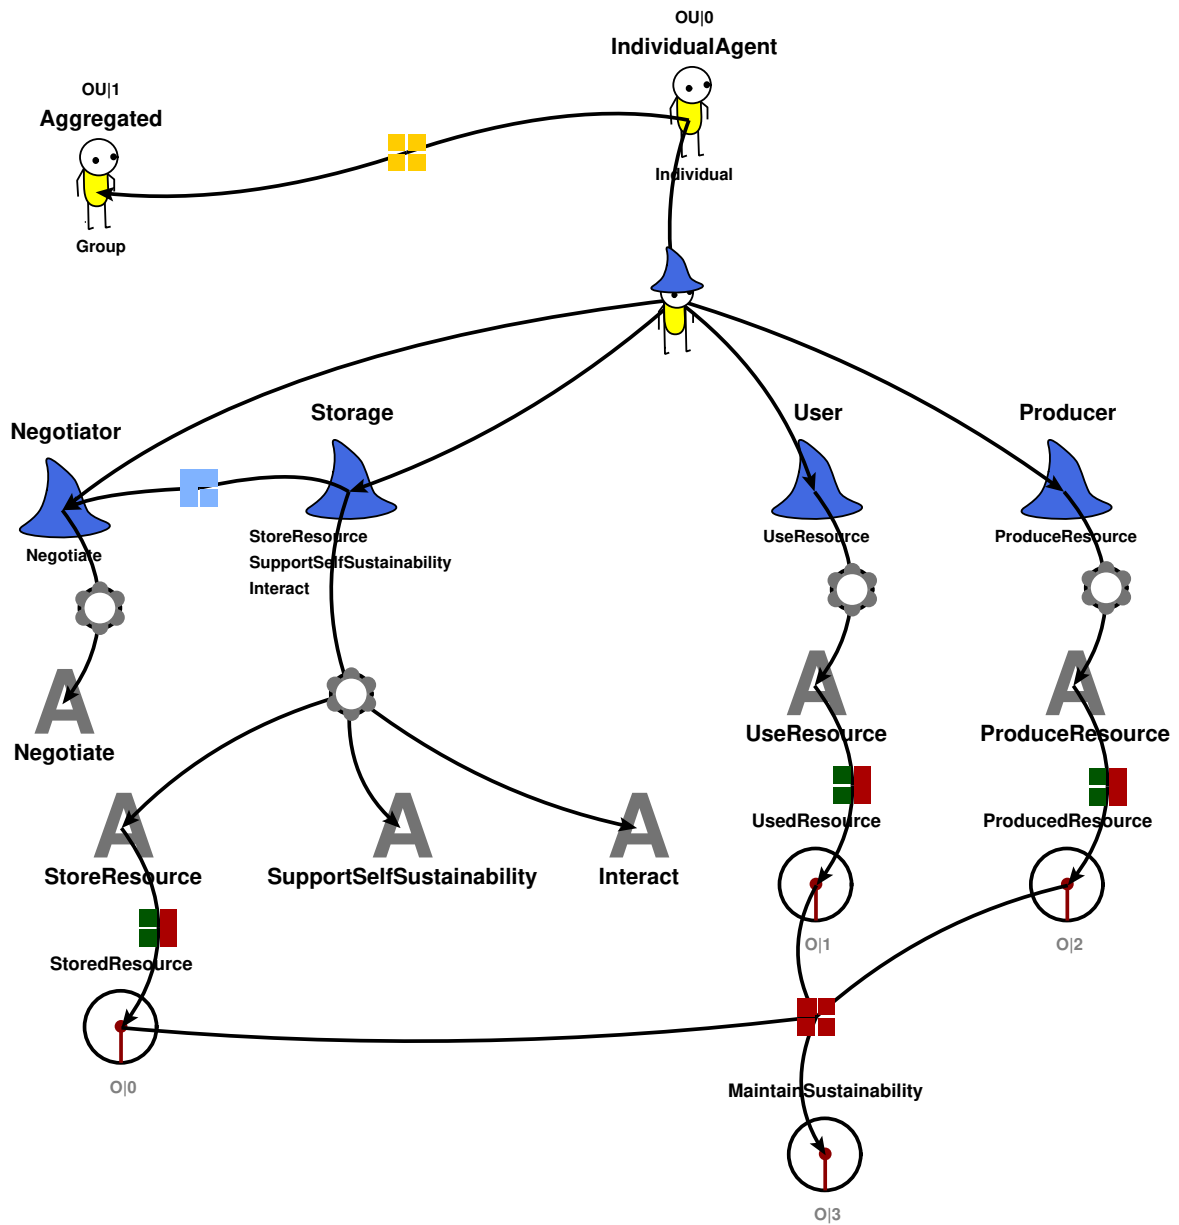 OU|0
IndividualAgent
OU|1
Aggregated
Individual
Group
Storage
User
Producer
Negotiator
StoreResource
UseResource
ProduceResource
Negotiate
SupportSelfSustainability
Interact
A
A
A
UseResource
ProduceResource
Negotiate
A
A
A
UsedResource
ProducedResource
StoreResource
SupportSelfSustainability
Interact
O|1
O|2
StoredResource
O|0
MaintainSustainability
O|3